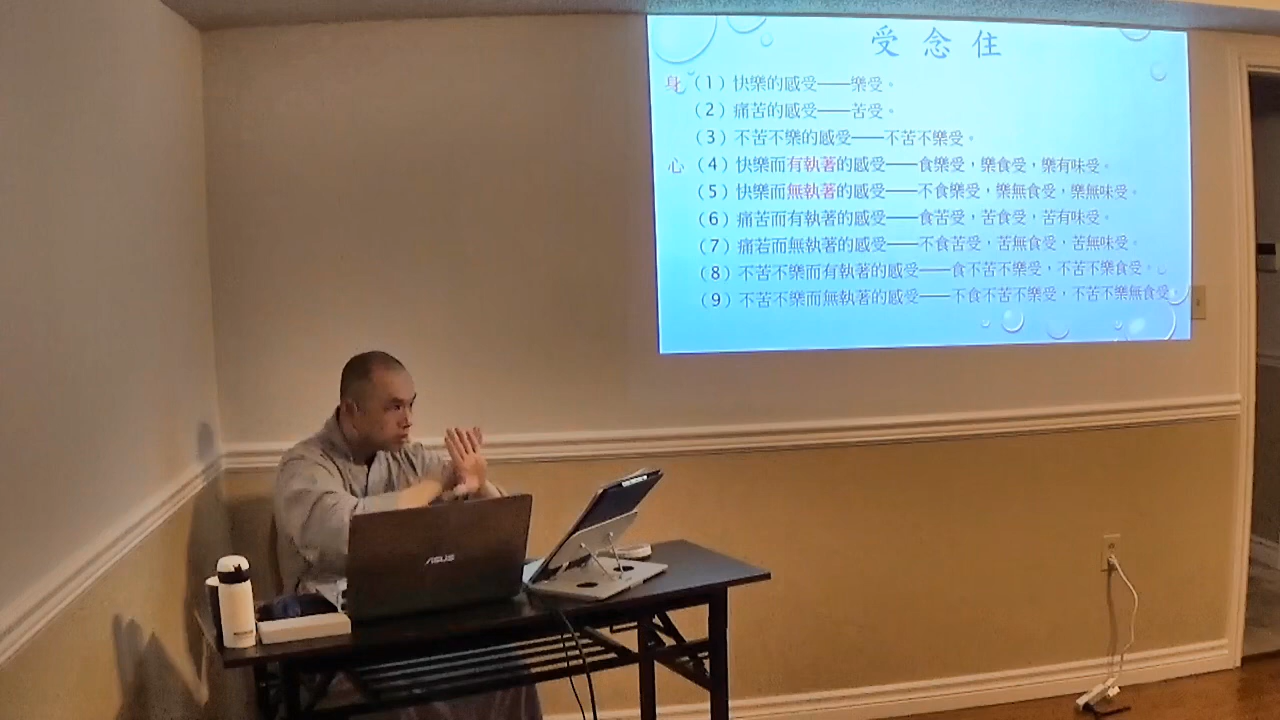 受念住
身（1）快樂的感受——樂受。
（2）痛苦的感受——苦受。
（3）不苦不樂的感受——不苦不樂受。
心（4）快樂而有執著的感受——食樂受，樂食受，樂有味受。
（5）快樂而無執著的感受——不食樂受，樂無食受，樂無味受。
（6）痛苦而有執著的感受——食苦受，苦食受，苦有味受。
（7）痛若而無執著的感受——不食苦受，苦無食受，苦無味受。
（8）不苦不樂而有執著的感受——食不苦不樂受，不苦不樂食受。
（9）不苦不樂而無執著的感受——不食不苦不樂受，不苦不樂無食受。
ASUS